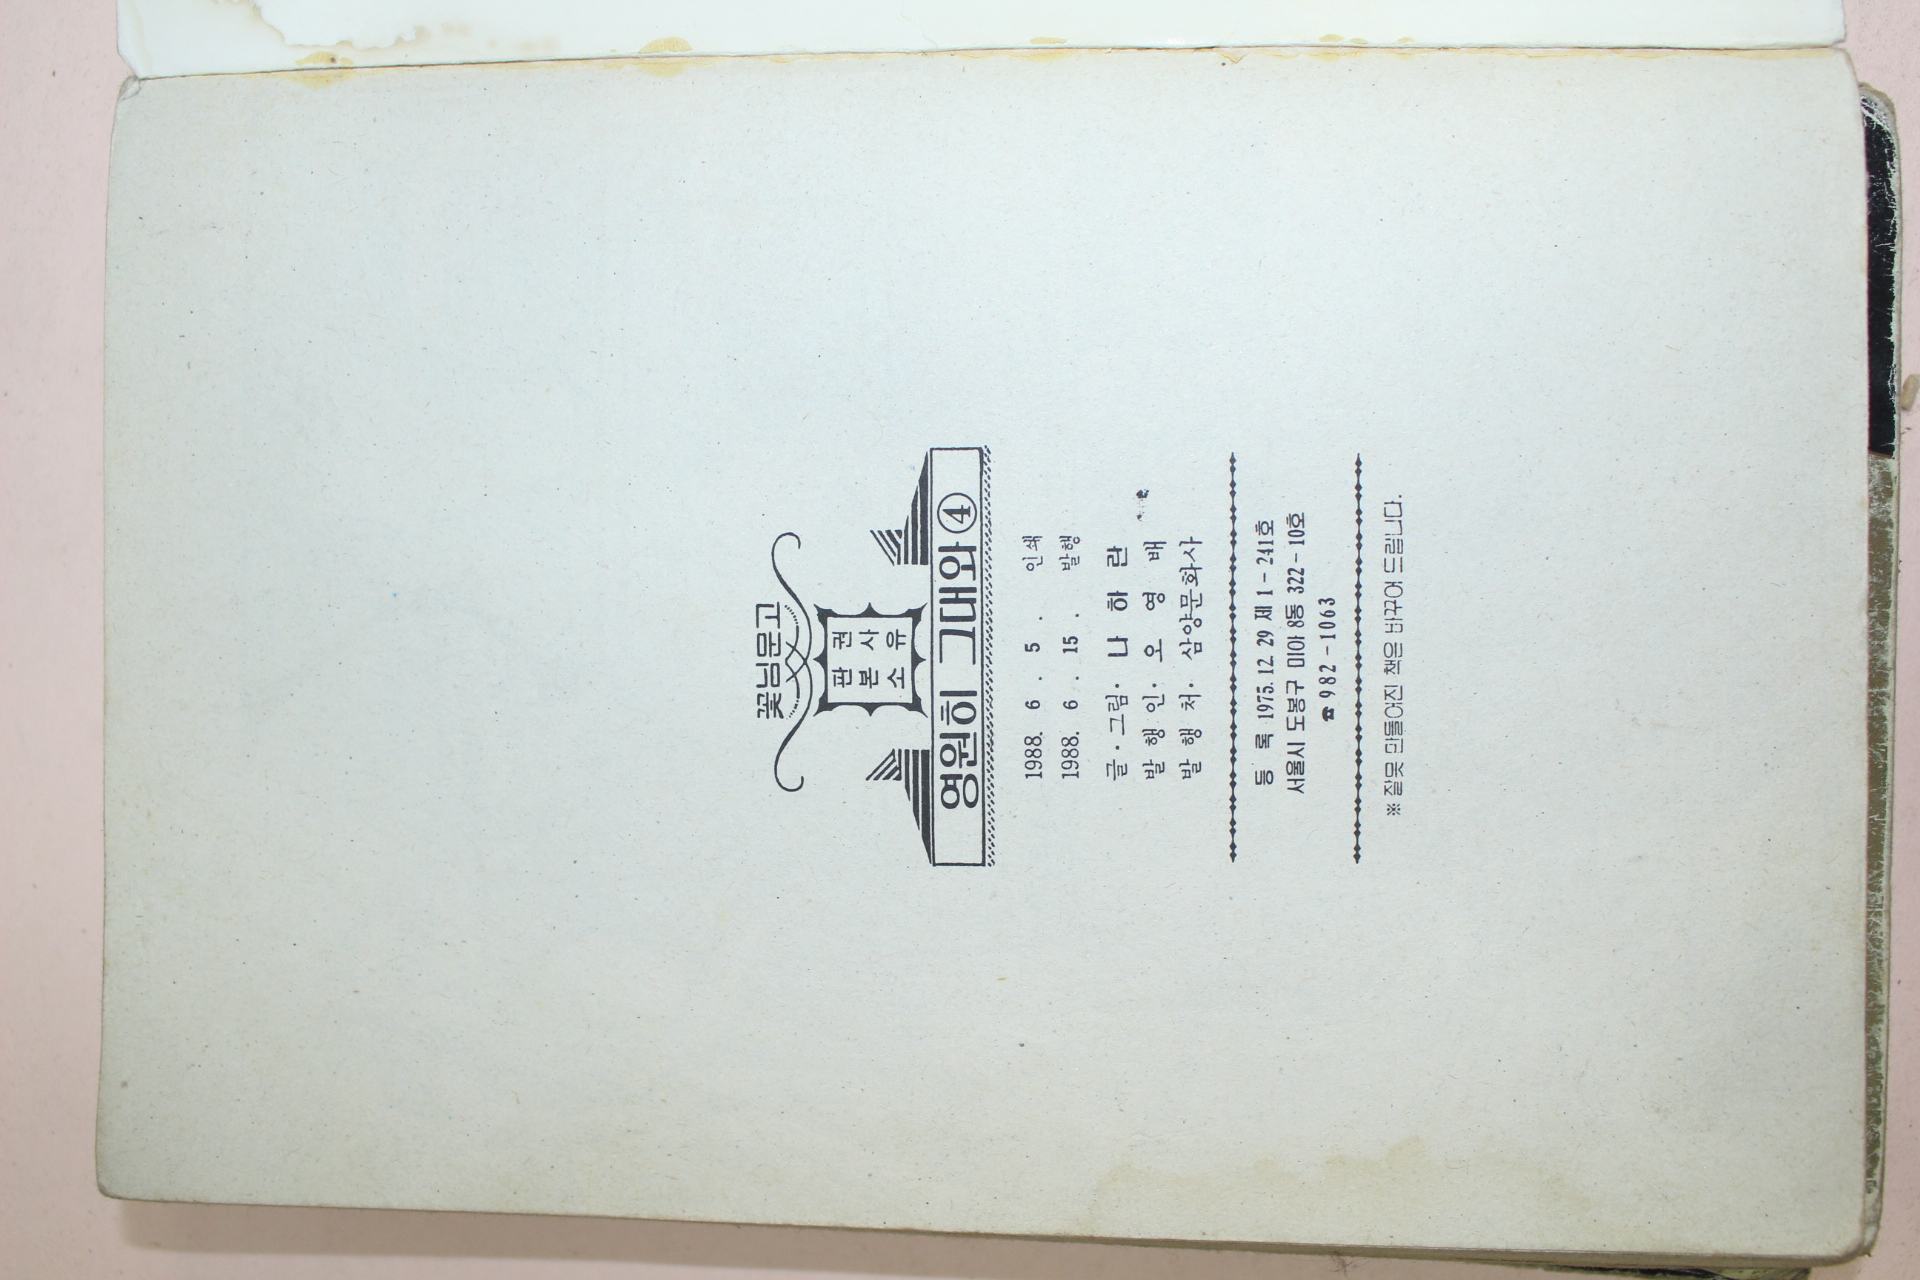 꽃님문고
판권
본사
소유
영원히 그대와 ④
1988. 6 . 5 . 인쇄
1988. 6 . 15 . 발행
글·그림· 나 하 란
발 행 인· 오 영 배
발 행 처· 삼양문화사
등 록 1975. 12 29 제 1 - 241호
서울시 도봉구 미아 8동 322 - 10호
☎ 982 - 1063
※ 잘못 만들어진 책은 바꾸어 드립니다.